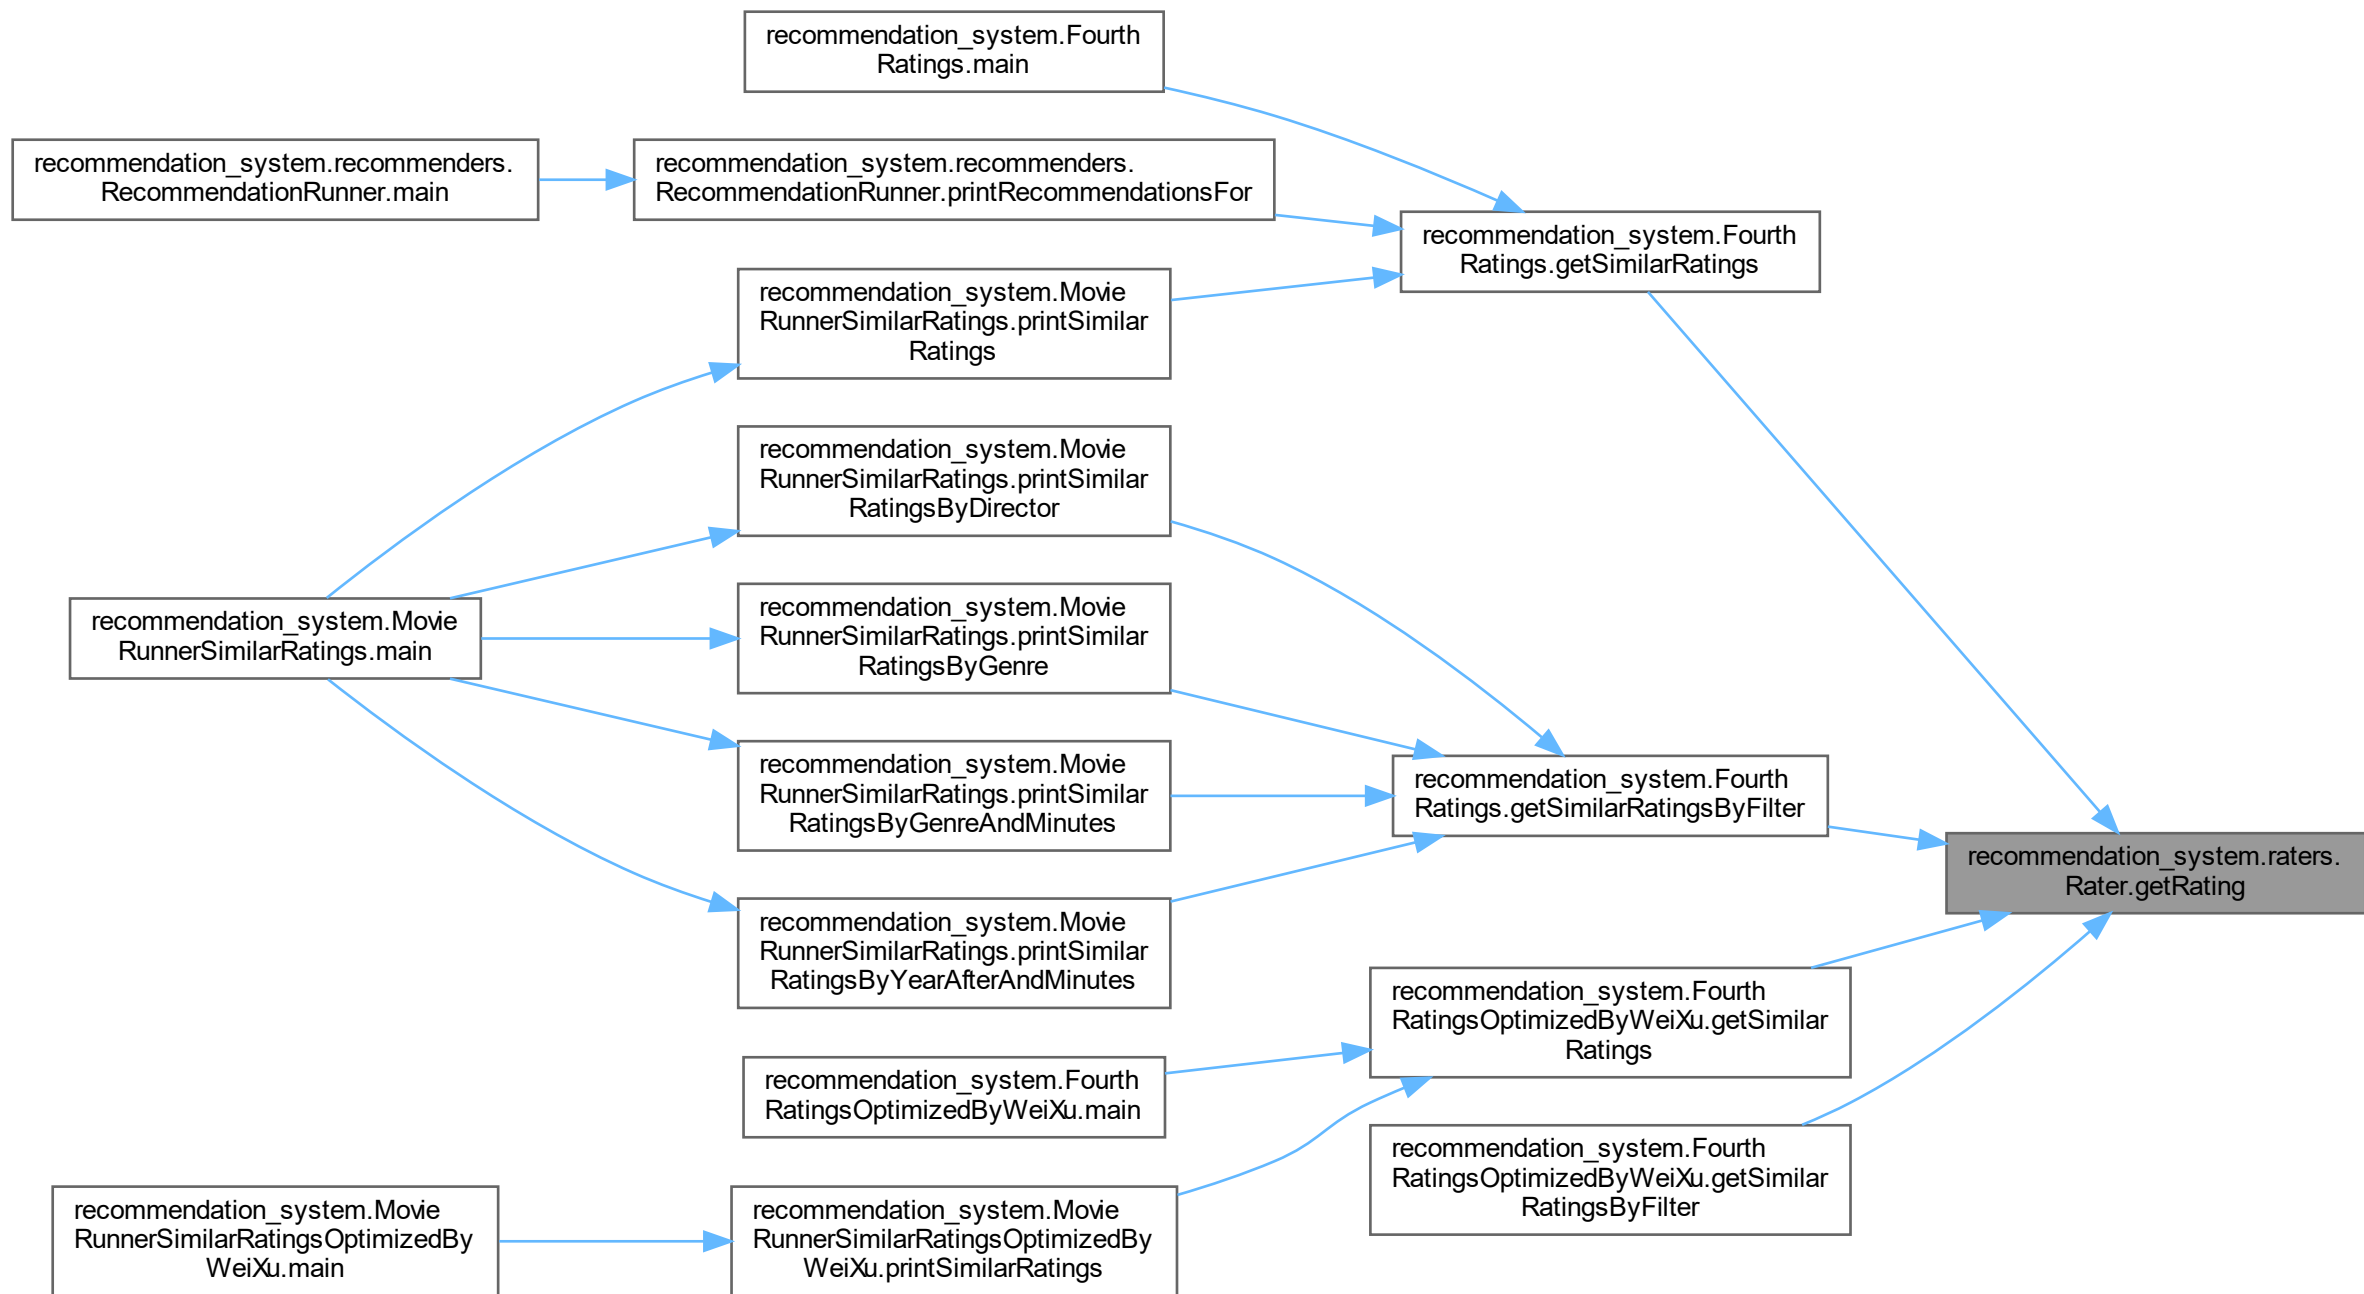 recommendation_system.Fourth
Ratings.main
recommendation_system.recommenders.
RecommendationRunner.main
recommendation_system.recommenders.
RecommendationRunner.printRecommendationsFor
recommendation_system.Fourth
Ratings.getSimilarRatings
recommendation_system.Movie
RunnerSimilarRatings.printSimilar
Ratings
recommendation_system.Movie
RunnerSimilarRatings.printSimilar
RatingsByDirector
recommendation_system.Movie
RunnerSimilarRatings.main
recommendation_system.Movie
RunnerSimilarRatings.printSimilar
RatingsByGenre
recommendation_system.Movie
RunnerSimilarRatings.printSimilar
RatingsByGenreAndMinutes
recommendation_system.Fourth
Ratings.getSimilarRatingsByFilter
recommendation_system.raters.
Rater.getRating
recommendation_system.Movie
RunnerSimilarRatings.printSimilar
RatingsByYearAfterAndMinutes
recommendation_system.Fourth
RatingsOptimizedByWeiXu.getSimilar
Ratings
recommendation_system.Fourth
RatingsOptimizedByWeiXu.main
recommendation_system.Fourth
RatingsOptimizedByWeiXu.getSimilar
RatingsByFilter
recommendation_system.Movie
RunnerSimilarRatingsOptimizedBy
WeiXu.main
recommendation_system.Movie
RunnerSimilarRatingsOptimizedBy
WeiXu.printSimilarRatings